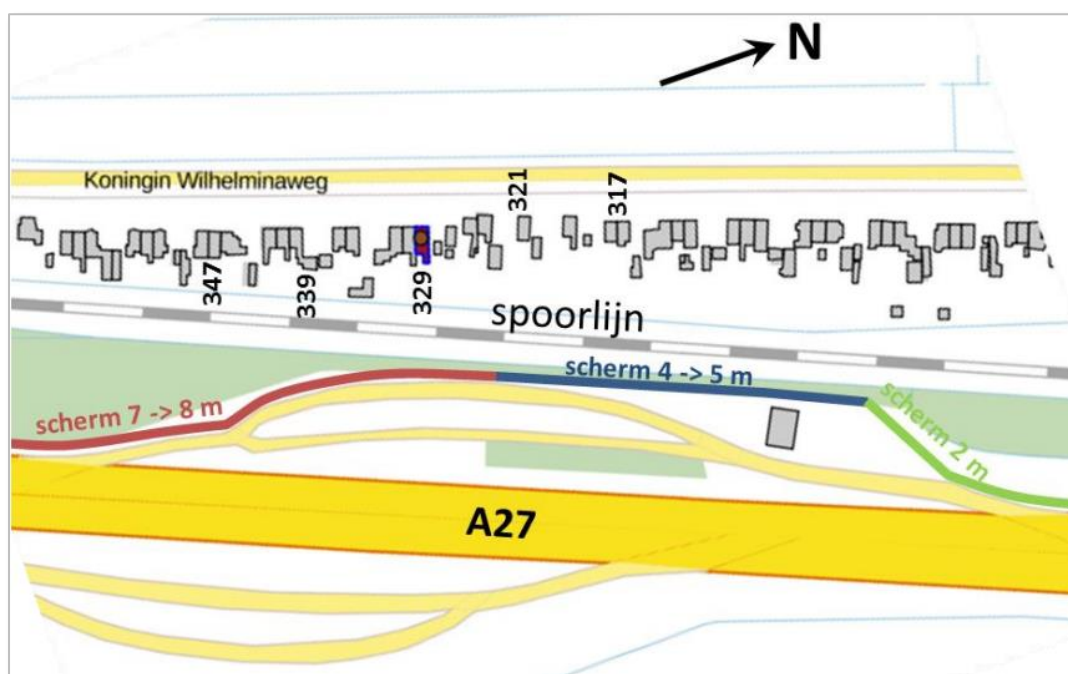 N
Koningin Wilhelminaweg
321
317
347
339
329
spoorlijn
scherm 4 -> 5 m
scherm 7 -> 8 m
scherm 2 m
A27